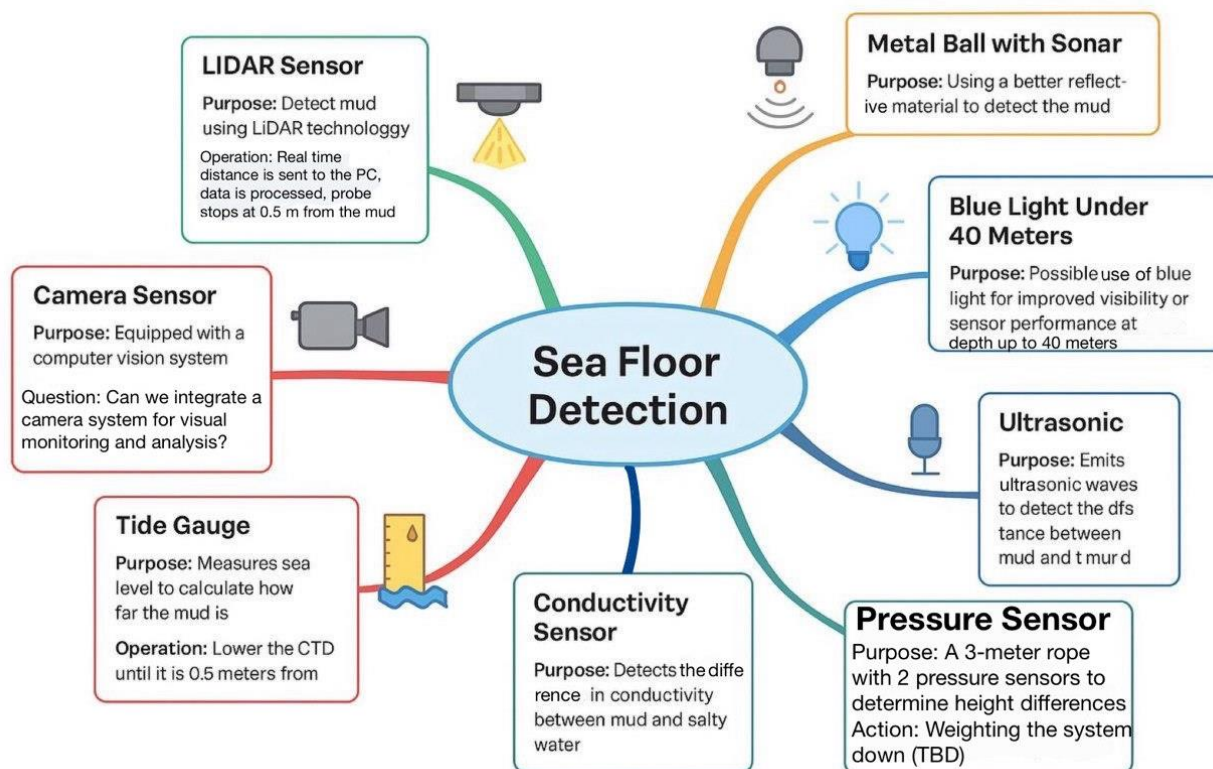 LIDAR Sensor
Purpose: Detect mud
using LiDAR technologgy
Operation: Real time
distance is sent to the PC,
data is processed, probe
stops at 0.5 m from the mud
Metal Ball with Sonar
Purpose: Using a better reflect-
ive material to detect the mud
Blue Light Under
40 Meters
Purpose: Possible use of blue
light for improved visibility or
sensor performance at
depth up to 40 meters
Camera Sensor
Purpose: Equipped with a
computer vision system
Question: Can we integrate a
camera system for visual
monitoring and analysis?
Sea Floor
Detection
Ultrasonic
Purpose: Emits
ultrasonic waves
to detect the dfs
tance between
mud and t mur d
Tide Gauge
Purpose: Measures sea
level to calculate how
far the mud is
Operation: Lower the CTD
until it is 0.5 meters from
Conductivity
Sensor
Purpose: Detects the diffe
rence in conductivity
between mud and salty
water
Pressure Sensor
Purpose: A 3-meter rope
with 2 pressure sensors to
determine height differences
Action: Weighting the system
down (TBD)